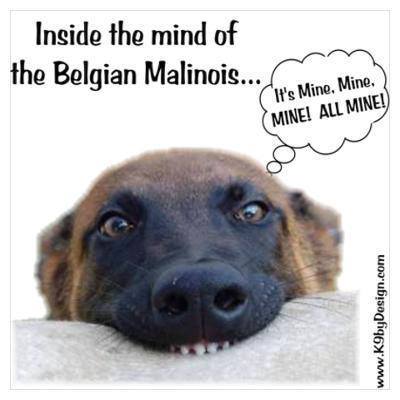 Inside the mind of
the Belgian Malinois...
It's Mine, Mine,
MINE! ALL MINE!
www.K9byDesign.com